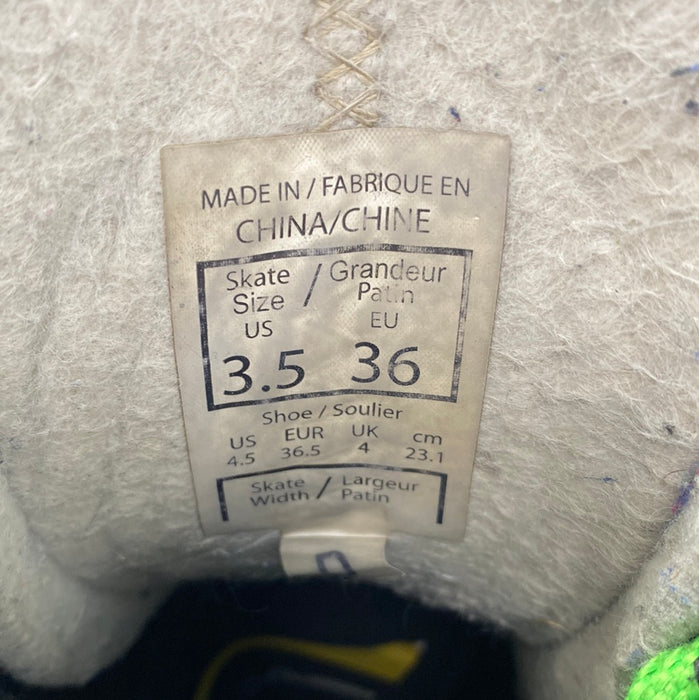 MADE IN / FABRIQUE EN
CHINA/CHINE
Skate Size / Grandeur Patin
US EU
3.5 36
Shoe / Soulier
US EUR UK cm
4.5 36.5 4 23.1
Skate Width / Largeur Patin